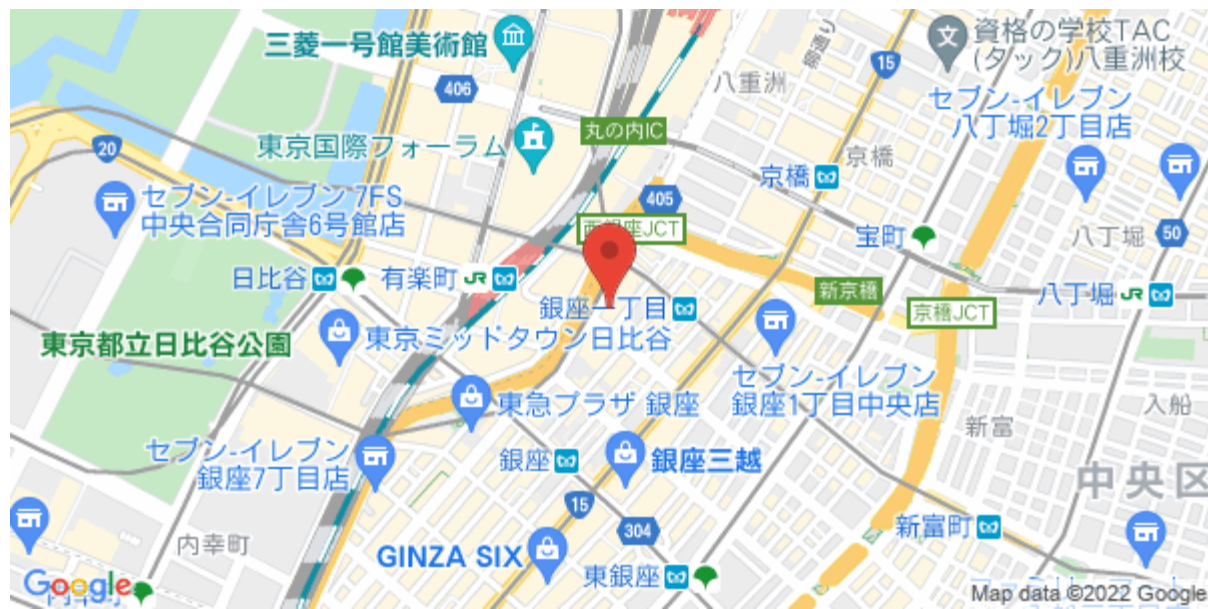 三菱一号館美術館
406
八重洲
15
資格の学校TAC
(タック)八重洲校
セブン-イレブン
八丁堀2丁目店
20
東京国際フォーラム
丸の内IC
京橋
京橋
405
セブン-イレブン 7FS
中央合同庁舎6号館店
西銀座JCT
宝町
八丁堀
50
日比谷
有楽町 JR
新京橋
八丁堀 JR
銀座一丁目
京橋JCT
東京都立日比谷公園
東京ミッドタウン日比谷
セブン-イレブン
銀座1丁目中央店
入船
東急プラザ 銀座
新富
セブン-イレブン
銀座7丁目店
銀座
銀座三越
中央区
15
304
新富町
内幸町
GINZA SIX
東銀座
Google
Map data ©2022 Google